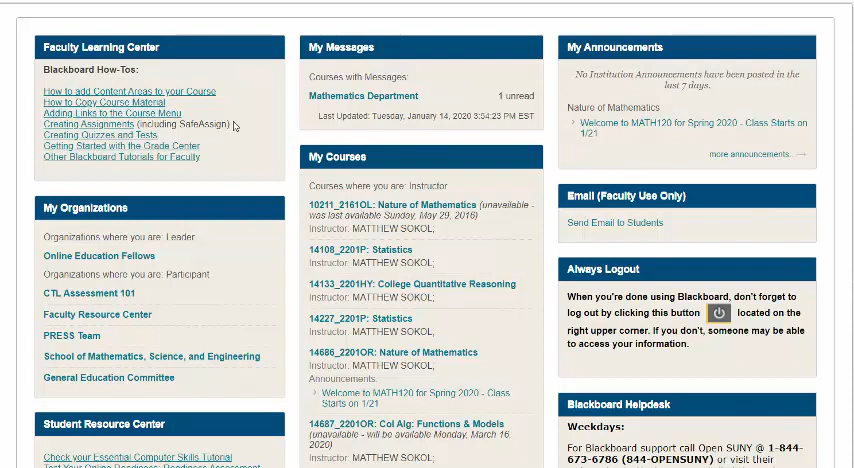 Faculty Learning Center
Blackboard How-Tos:
How to add Content Areas to your Course
How to Copy Course Material
Adding Links to the Course Menu
Creating Assignments (including SafeAssign)
Creating Quizzes and Tests
Getting Started with the Grade Center
Other Blackboard Tutorials for Faculty
My Organizations
Organizations where you are: Leader
Online Education Fellows
Organizations where you are: Participant
CTL Assessment 101
Faculty Resource Center
PRESS Team
School of Mathematics, Science, and Engineering
General Education Committee
Student Resource Center
Check your Essential Computer Skills Tutorial
Test Your Online Readiness: Readiness Assessment
My Messages
Courses with Messages:
Mathematics Department 1 unread
Last Updated: Tuesday, January 14, 2020 3:54:23 PM EST
My Courses
Courses where you are: Instructor
10211_2161OL: Nature of Mathematics (unavailable -
was last available Sunday, May 29, 2016)
Instructor: MATTHEW SOKOL;
14108_2201P: Statistics
Instructor: MATTHEW SOKOL;
14133_2201HY: College Quantitative Reasoning
Instructor: MATTHEW SOKOL;
14227_2201P: Statistics
Instructor: MATTHEW SOKOL;
14686_2201OR: Nature of Mathematics
Instructor: MATTHEW SOKOL;
Announcements:
Welcome to MATH120 for Spring 2020 - Class
Starts on 1/21
14687_2201OR: Col Alg: Functions & Models
(unavailable - will be available Monday, March 16,
2020)
Instructor: MATTHEW SOKOL;
My Announcements
No Institution Announcements have been posted in the
last 7 days.
Nature of Mathematics
Welcome to MATH120 for Spring 2020 - Class Starts on
1/21
more announcements...→
Email (Faculty Use Only)
Send Email to Students
Always Logout
When you're done using Blackboard, don't forget to
log out by clicking this button located on the
right upper corner. If you don't, someone may be able
to access your information.
Blackboard Helpdesk
Weekdays:
For Blackboard support call Open SUNY @ 1-844-
673-6786 (844-OPENSUNY) or visit their